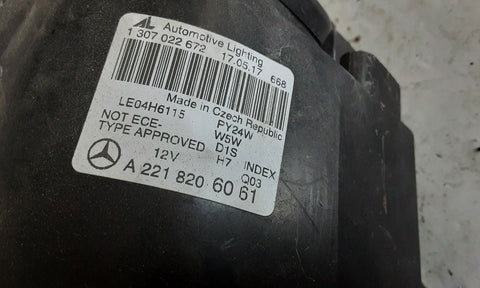 AL Automotive Lighting
1 307 022 672 17.05.17 668
Made in Czech Republic
LE04H6115 PY24W
NOT ECE- W5W
TYPE APPROVED D1S
12V H7 INDEX
A 221 820 60 61 Q03